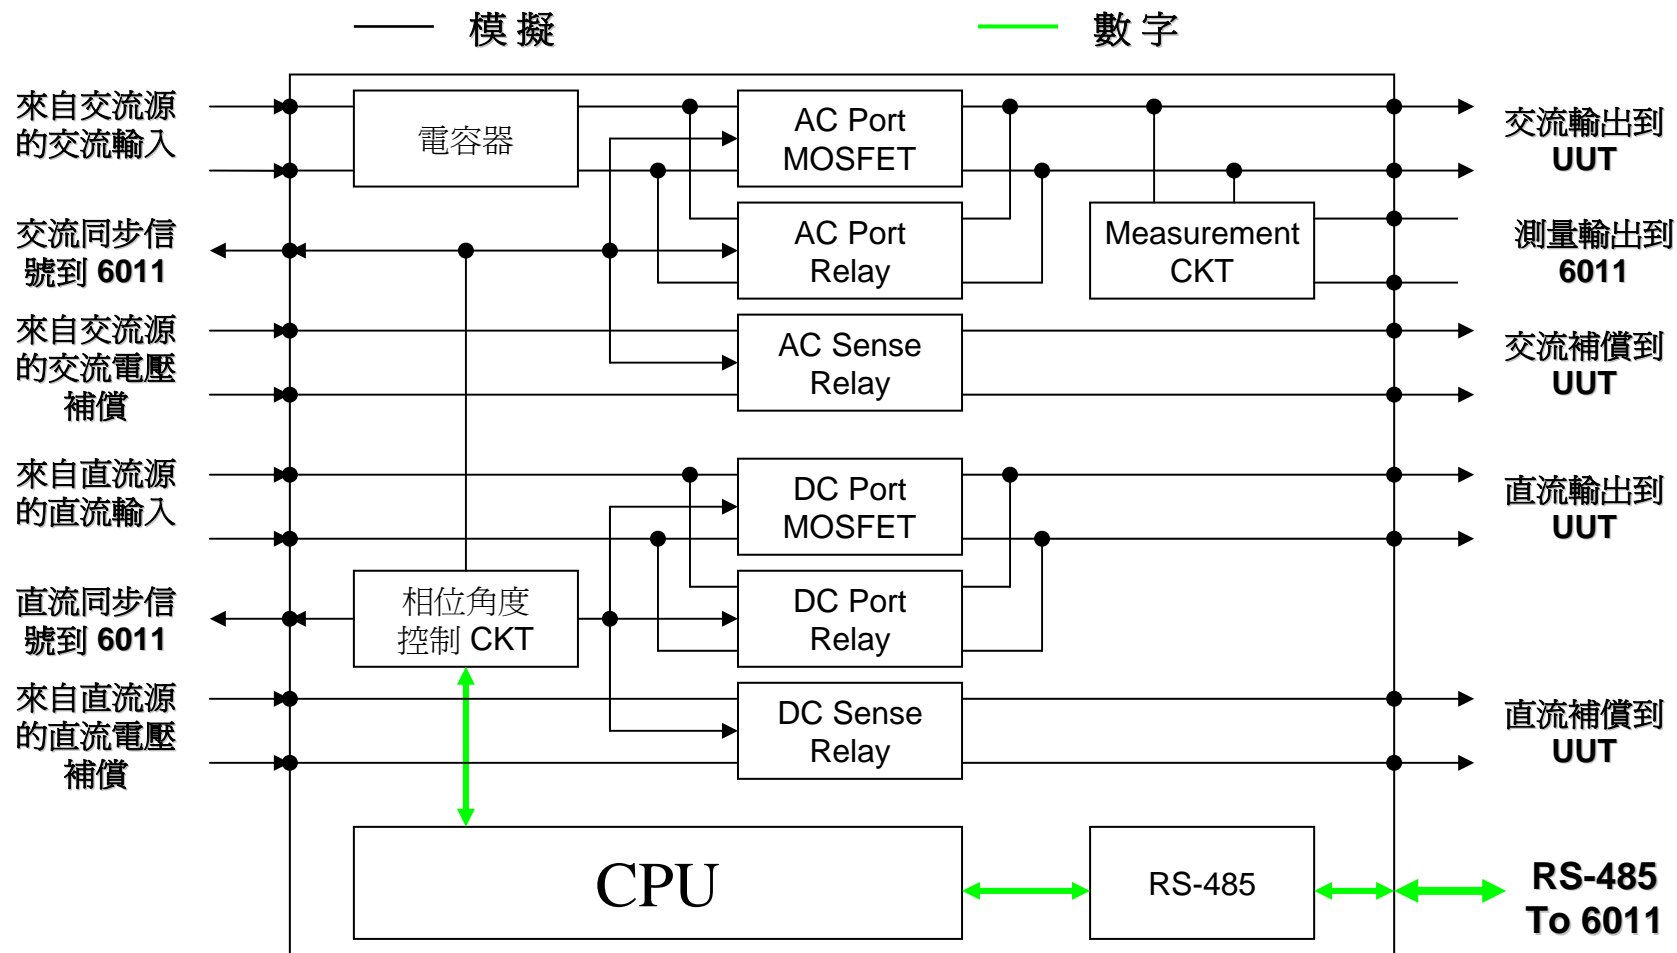 模 擬
數 字
來自交流源
的交流輸入
交流同步信
號到 6011
來自交流源
的交流電壓
補償
來自直流源
的直流輸入
直流同步信
號到 6011
來自直流源
的直流電壓
補償
電容器
AC Port
MOSFET
AC Port
Relay
Measurement
CKT
AC Sense
Relay
DC Port
MOSFET
相位角度
控制 CKT
DC Port
Relay
DC Sense
Relay
CPU
RS-485
交流輸出到
UUT
測量輸出到
6011
交流補償到
UUT
直流輸出到
UUT
直流補償到
UUT
RS-485
To 6011